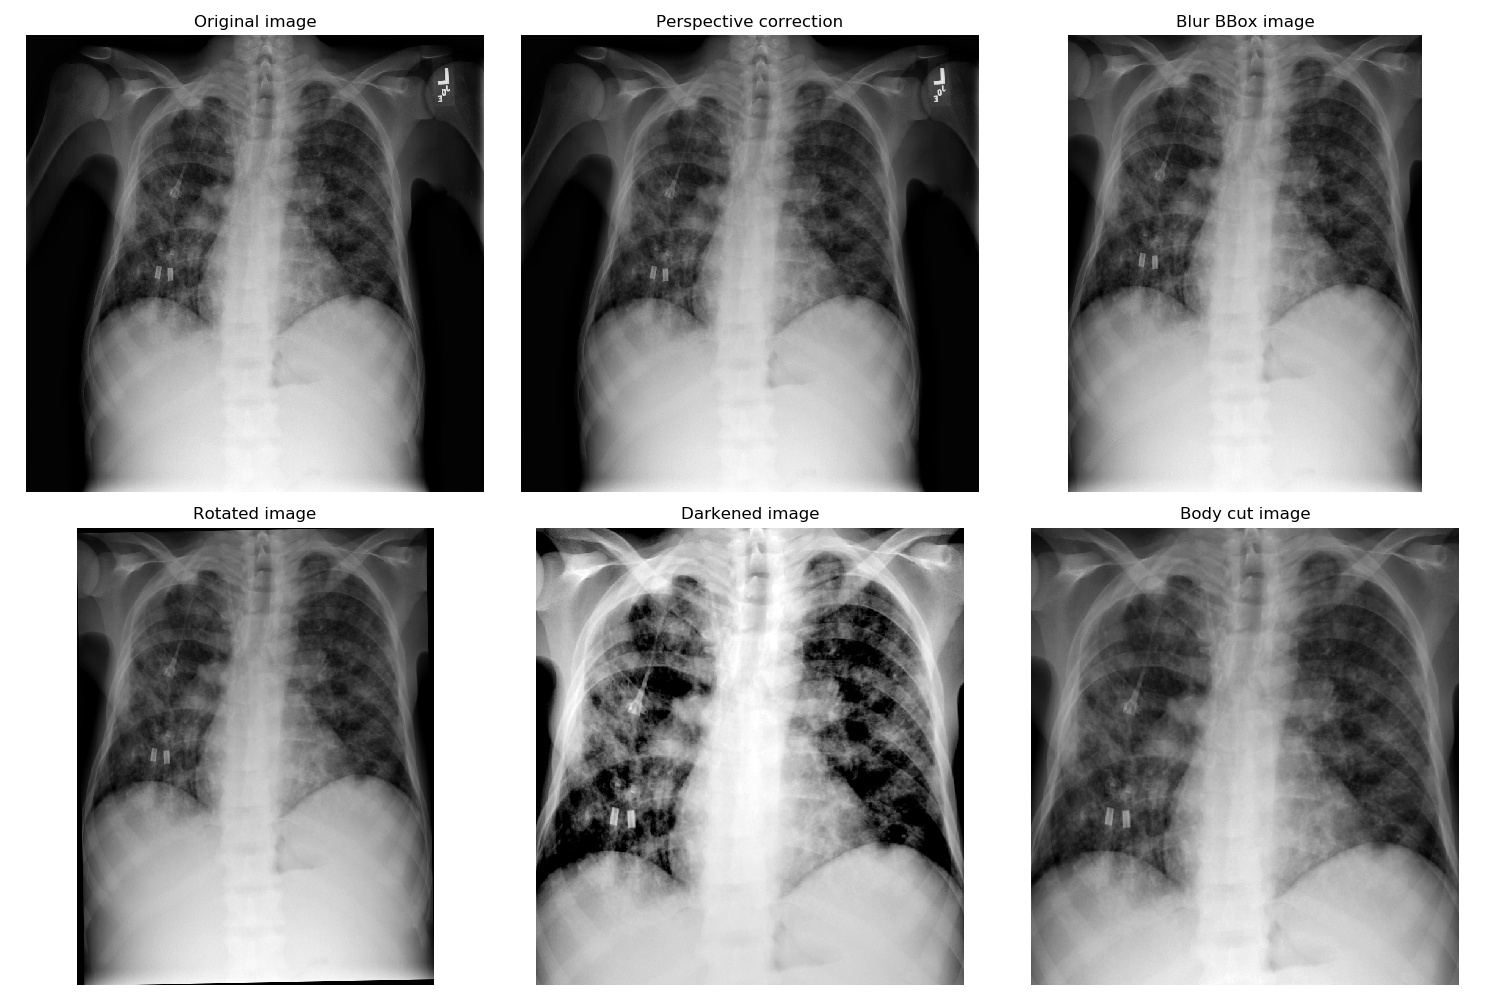 Original image
Perspective correction
Blur BBox image
L
L
Rotated image
Darkened image
Body cut image